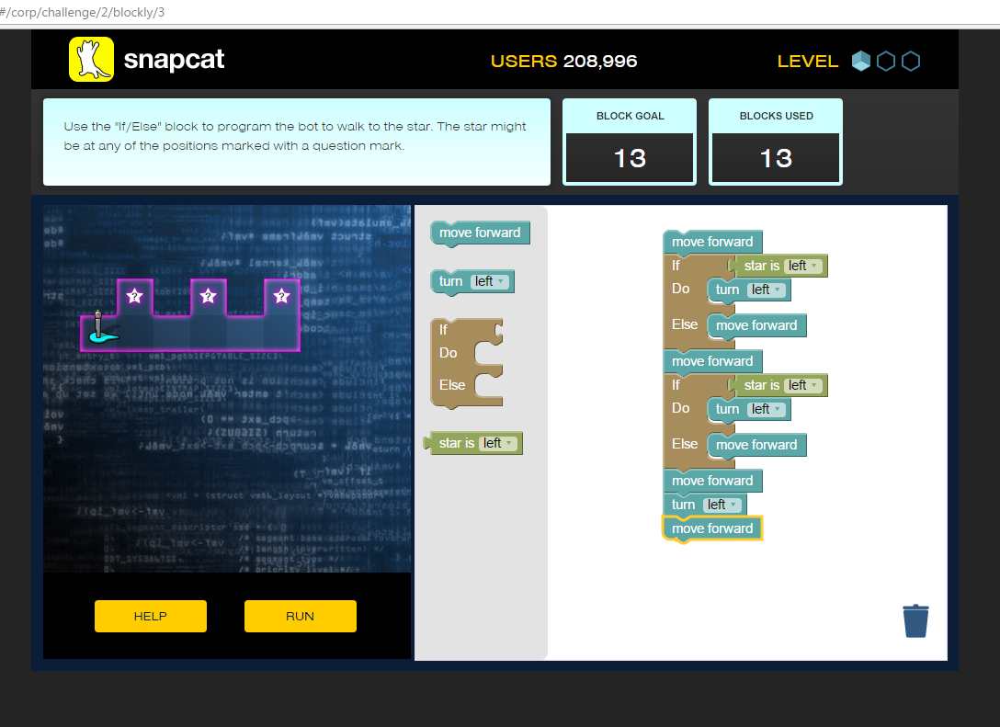 #/corp/challenge/2/blockly/3
snapcat
USERS 208,996
LEVEL
Use the "If/Else" block to program the bot to walk to the star. The star might
be at any of the positions marked with a question mark.
BLOCK GOAL
13
BLOCKS USED
13
?
?
?
HELP
RUN
move forward
turn left
If
Do
Else
star is left
move forward
If star is left
Do turn left
Else move forward
move forward
If star is left
Do turn left
Else move forward
move forward
turn left
move forward